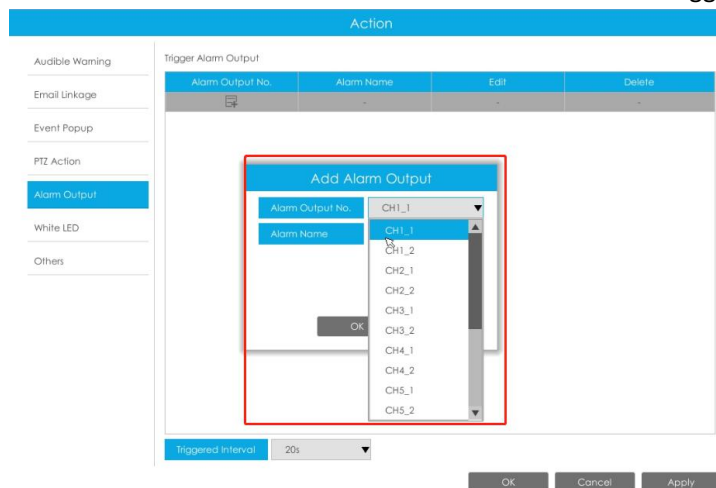 Action
Audible Warning
Email Linkage
Event Popup
PTZ Action
Alarm Output
White LED
Others
Trigger Alarm Output
Alarm Output No. Alarm Name Edit Delete
- - -
Add Alarm Output
Alarm Output No. CH1_1
Alarm Name
CH1_1
CH1_2
CH2_1
CH2_2
CH3_1
CH3_2
CH4_1
CH4_2
CH5_1
CH5_2
OK
Triggered Interval 20s
OK Cancel Apply